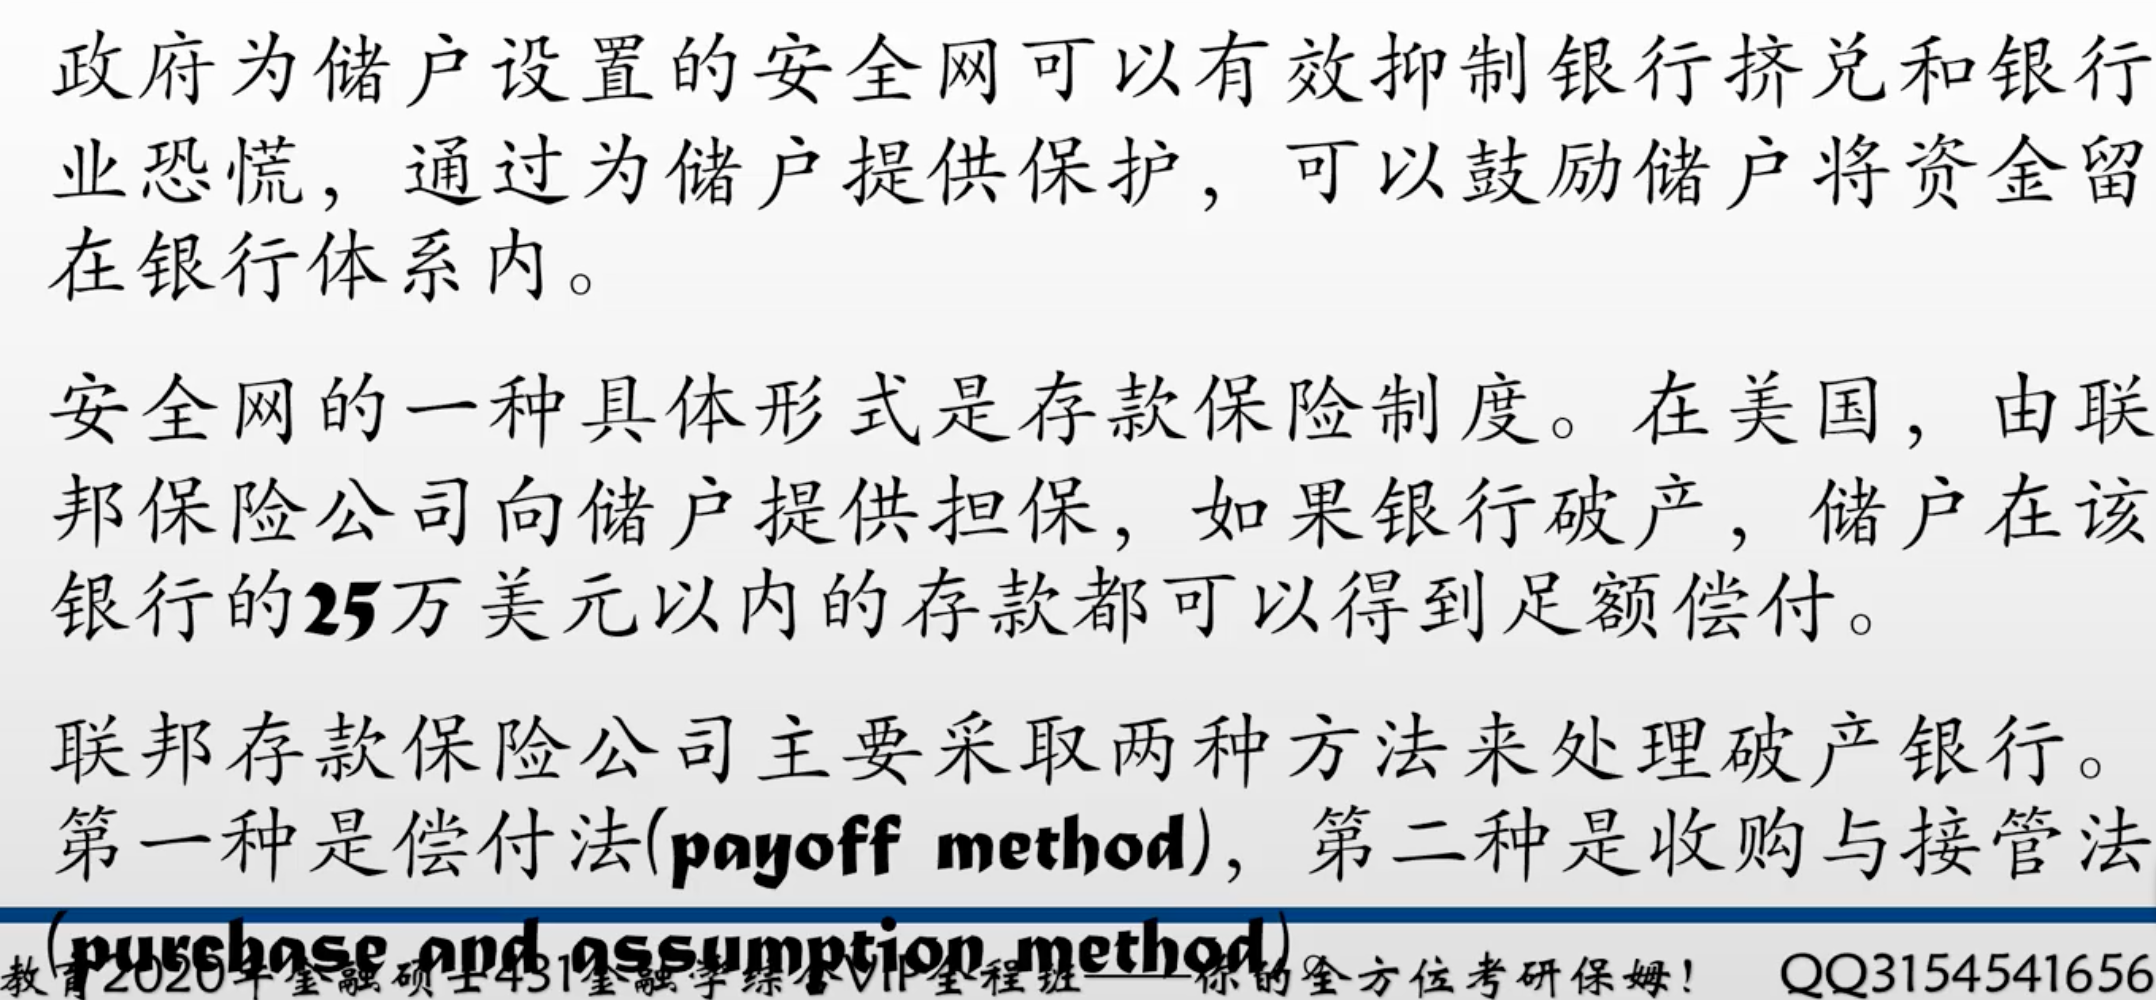 政府为储户设置的安全网可以有效抑制银行挤兑和银行
业恐慌，通过为储户提供保护，可以鼓励储户将资金留
在银行体系内。
安全网的一种具体形式是存款保险制度。在美国，由联
邦保险公司向储户提供担保，如果银行破产，储户在该
银行的25万美元以内的存款都可以得到足额偿付。
联邦存款保险公司主要采取两种方法来处理破产银行。
第一种是偿付法(payoff method)，第二种是收购与接管法
(purchase and assumption method)。
教育2020年金融硕士431金融学综合VIP全程班——你的全方位考研保姆！ QQ3154541656